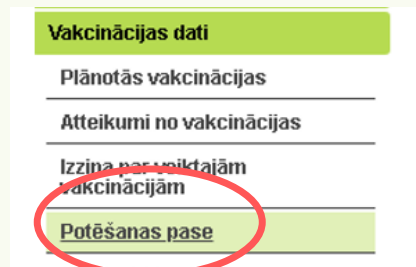 Vakcinācijas dati
Plānotās vakcinācijas
Atteikumi no vakcinācijas
Izziņa par veiktajām
vakcinācijām
Potēšanas pase